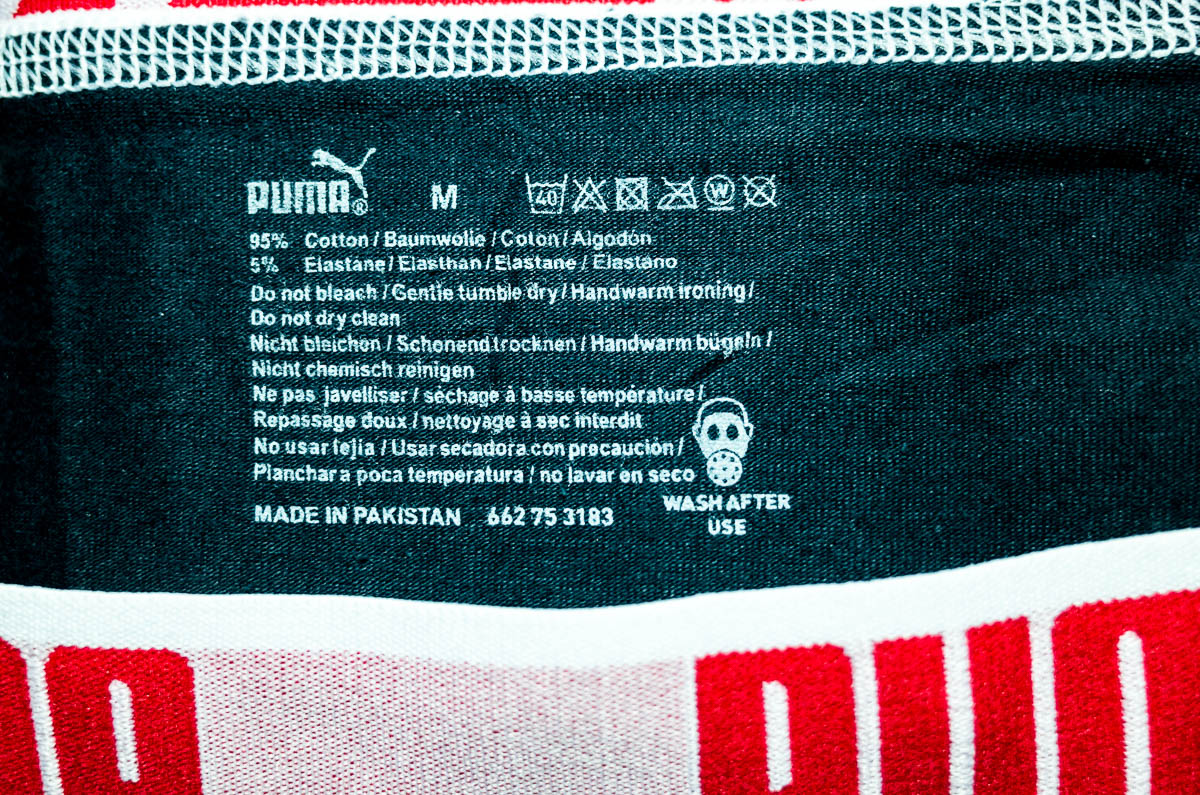 PUMA® M 40 W
95% Cotton / Baumwolle / Coton / Algodón
5% Elastane / Elasthan / Elastane / Elastano
Do not bleach / Gentle tumble dry / Handwarm ironing /
Do not dry clean
Nicht bleichen / Schonend trocknen / Handwarm bügeln /
Nicht chemisch reinigen
Ne pas javelliser / séchage à basse température /
Repassage doux / nettoyage à sec interdit
No usar lejia / Usar secadora con precaución /
Planchar a poca temperatura / no lavar en seco
MADE IN PAKISTAN 662 75 3183
WASH AFTER
USE